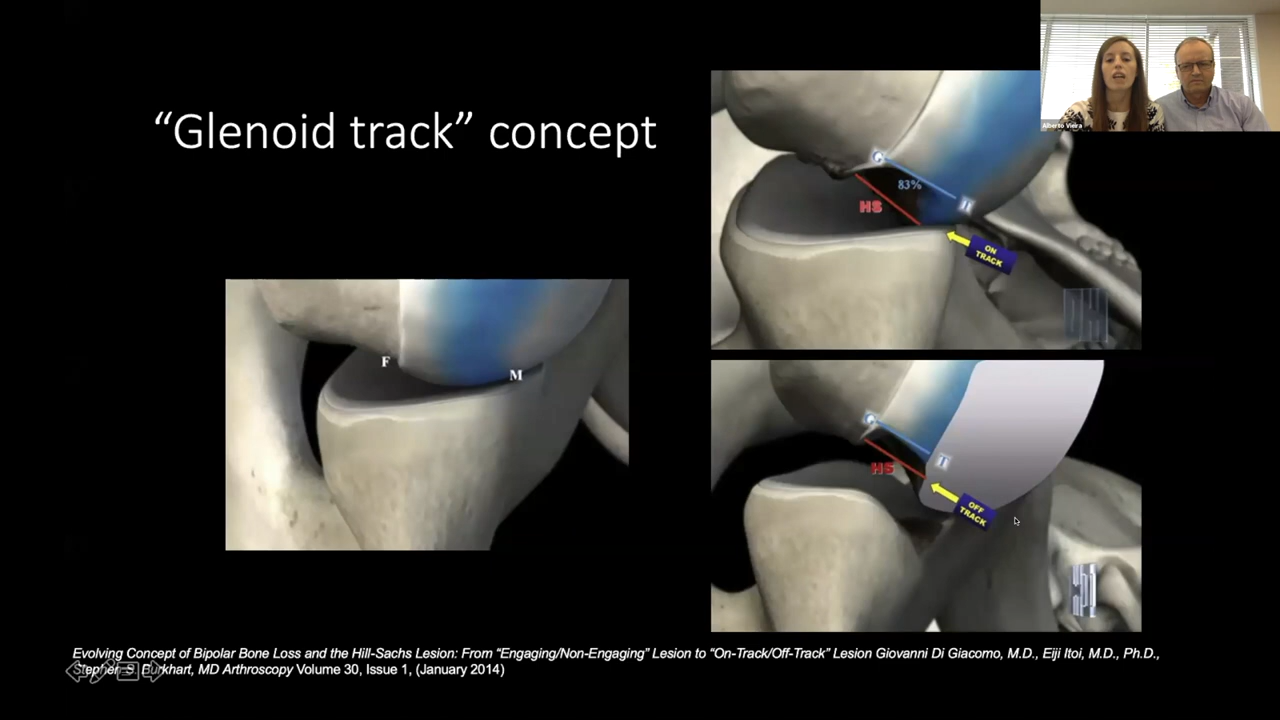 “Glenoid track” concept
Alberto Vieira
G
83%
HS
ON
TRACK
F
M
G
T
HS
OFF
TRACK
Evolving Concept of Bipolar Bone Loss and the Hill-Sachs Lesion: From “Engaging/Non-Engaging” Lesion to “On-Track/Off-Track” Lesion Giovanni Di Giacomo, M.D., Eiji Itoi, M.D., Ph.D.,
Stephen S. Burkhart, MD Arthroscopy Volume 30, Issue 1, (January 2014)